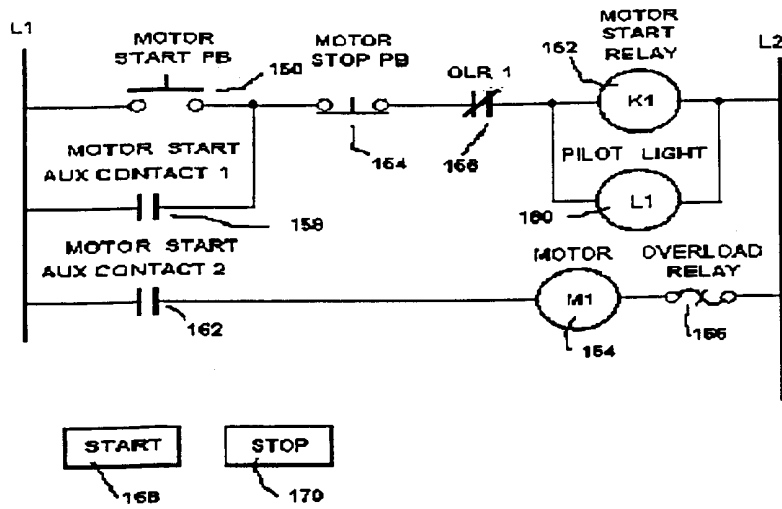 L1
L2
MOTOR
START PB
150
MOTOR
STOP PB
154
OLR 1
156
MOTOR
START
RELAY
152
K1
MOTOR START
AUX CONTACT 1
158
PILOT LIGHT
160
L1
MOTOR START
AUX CONTACT 2
162
MOTOR
M1
OVERLOAD
RELAY
START
168
STOP
170